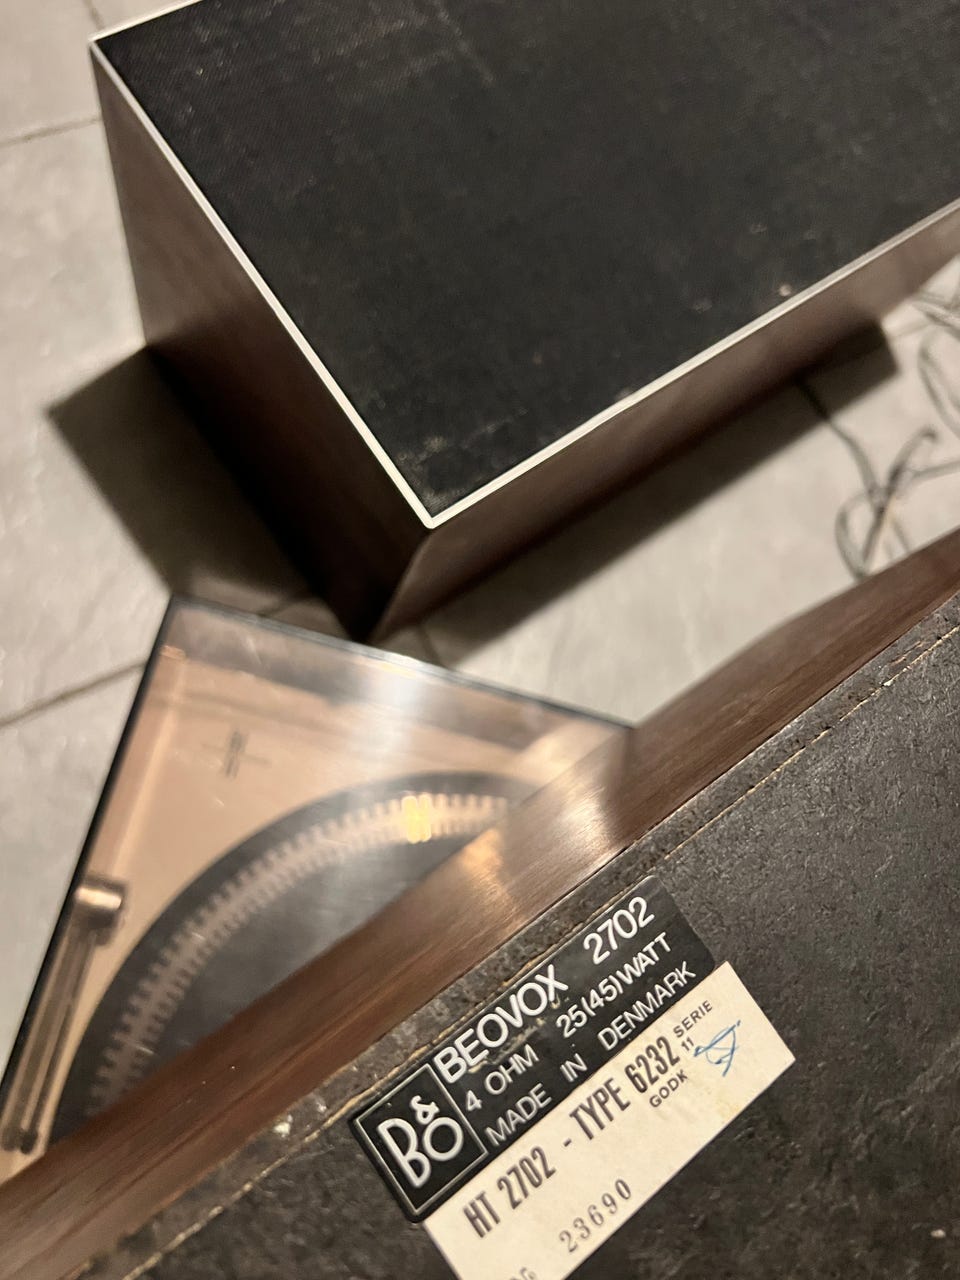 B&O
BEOVOX 2702
4 OHM 25(45)WATT
MADE IN DENMARK
HT 2702 - TYPE 6232
SERIE
11
GODK
23690